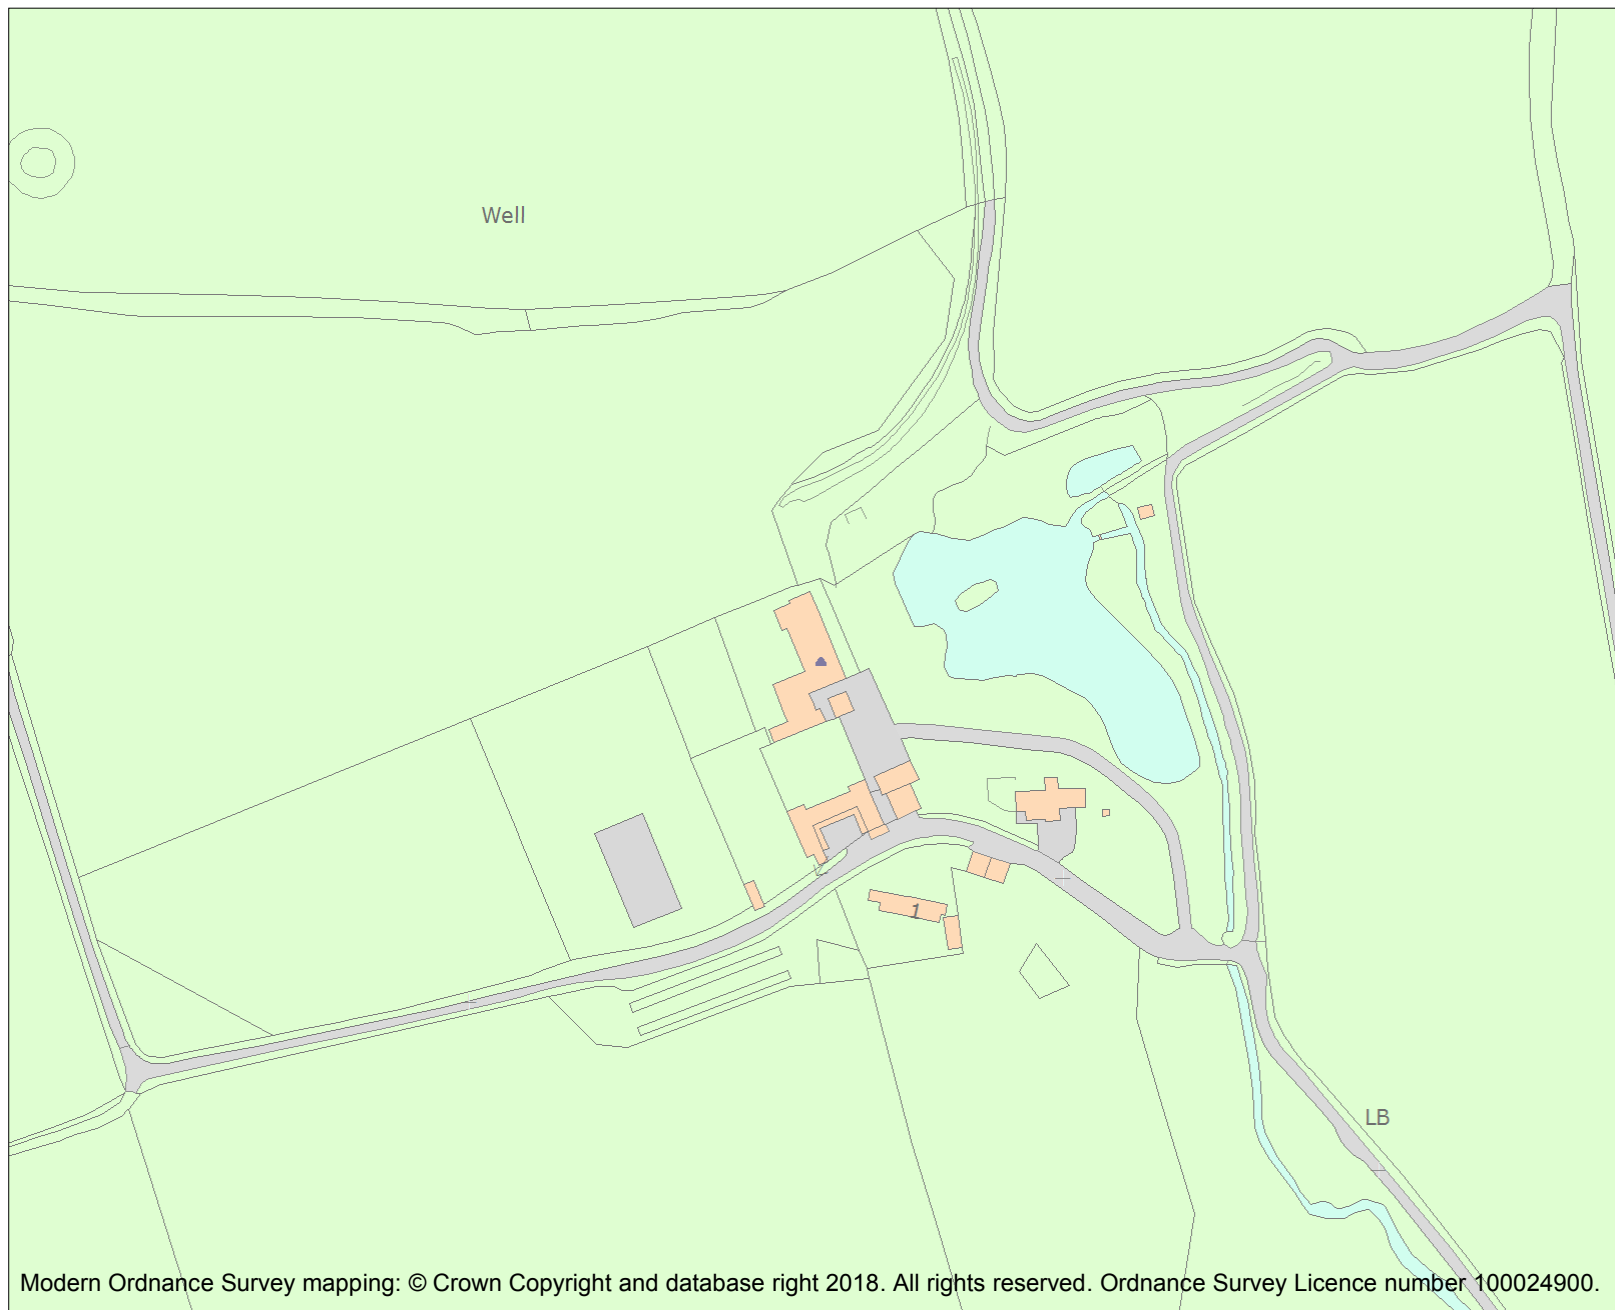 Well
1
LB
Modern Ordnance Survey mapping: © Crown Copyright and database right 2018. All rights reserved. Ordnance Survey Licence number 100024900.